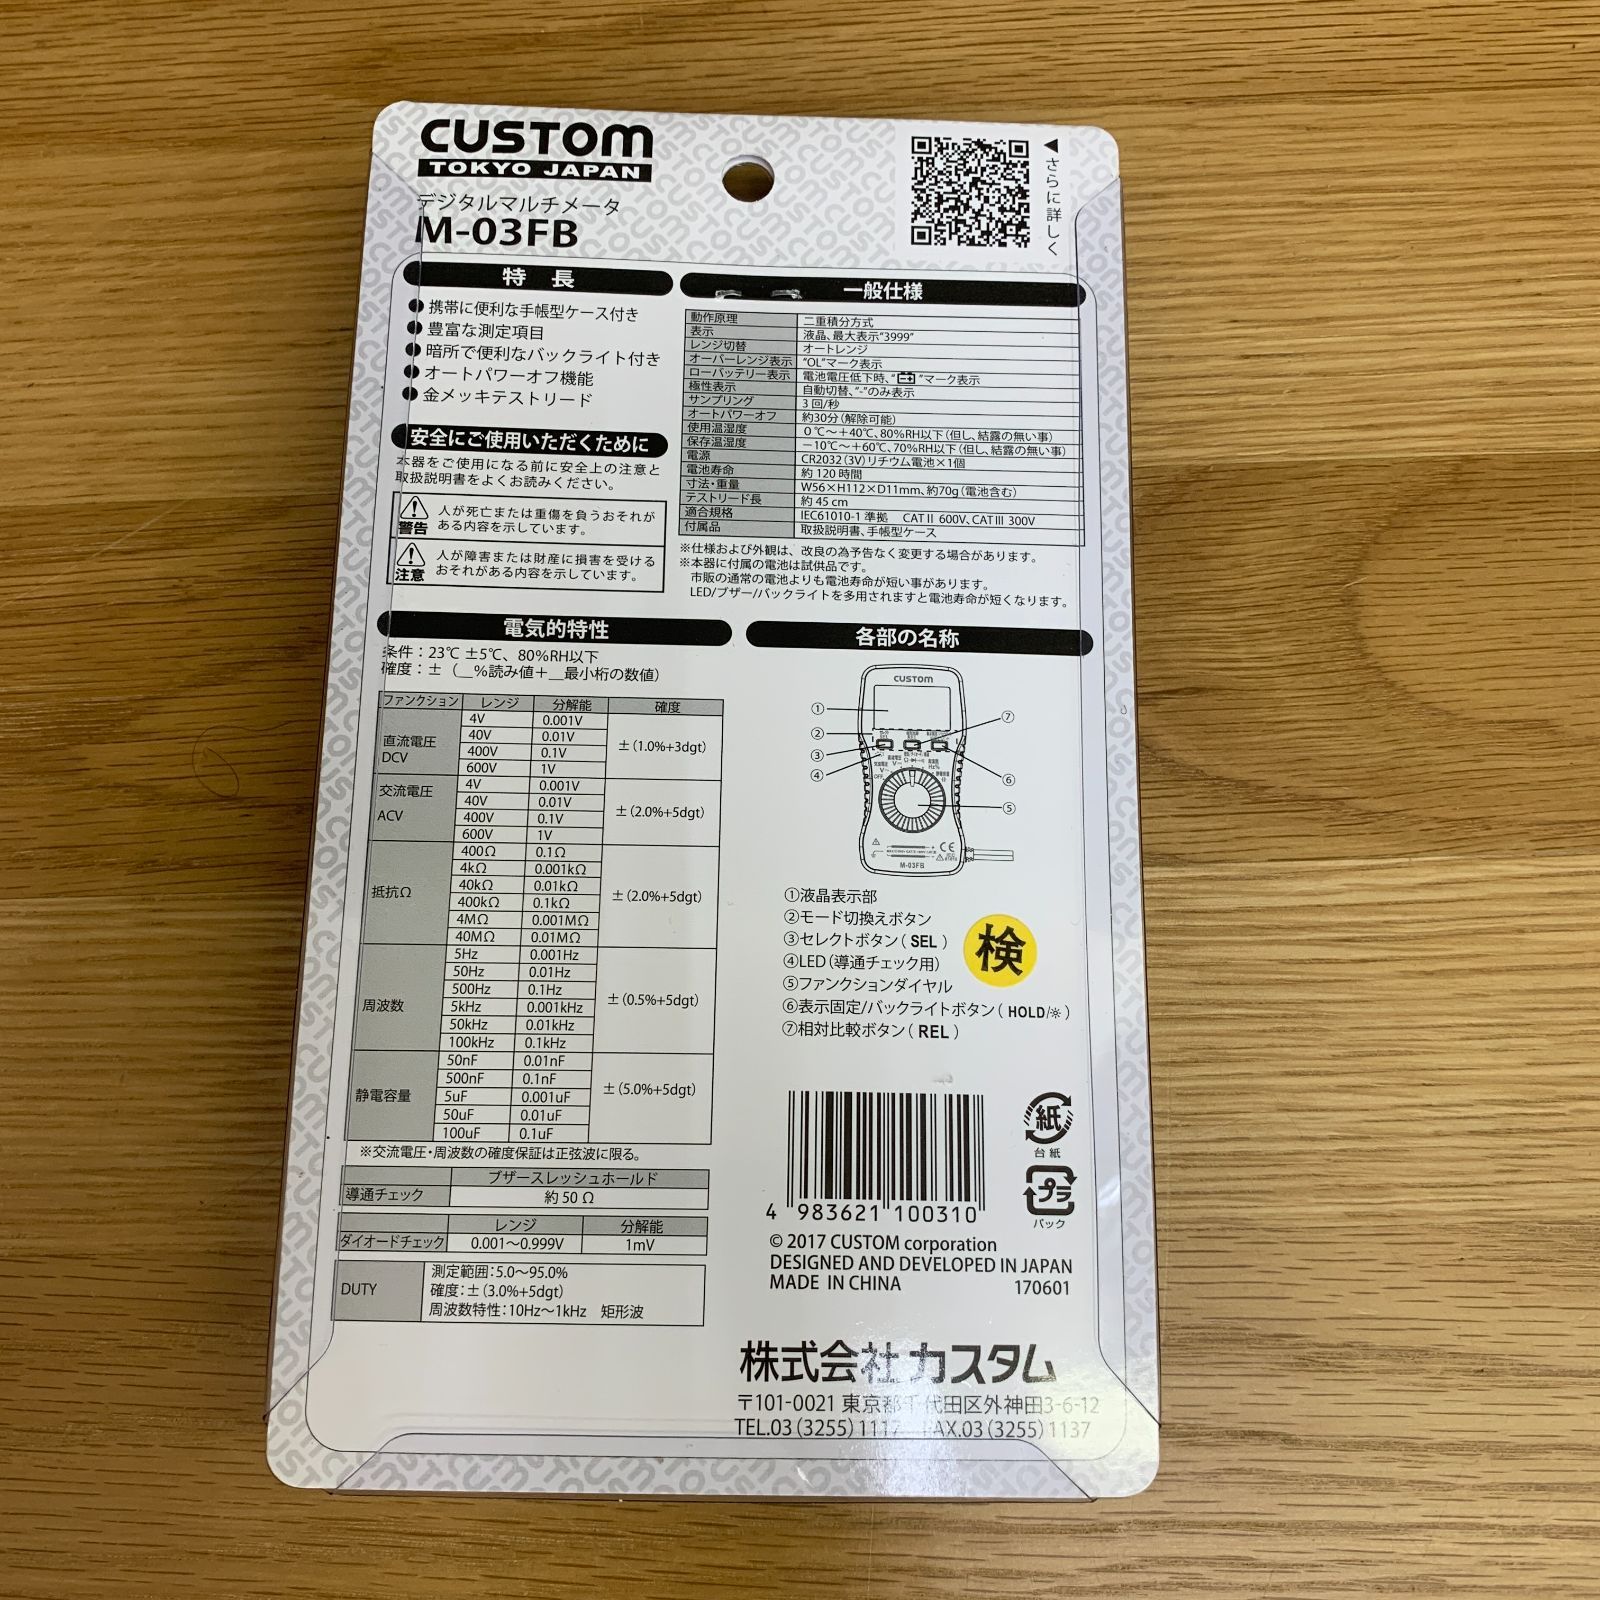 CUSTOM
TOKYO JAPAN
デジタルマルチメータ
M-03FB
◀さらに詳しく
特 長
●携帯に便利な手帳型ケース付き
●豊富な測定項目
●暗所で便利なバックライト付き
●オートパワーオフ機能
●金メッキテストリード
安全にご使用いただくために
本器をご使用になる前に安全上の注意と
取扱説明書をよくお読みください。
警告 人が死亡または重傷を負うおそれが
ある内容を示しています。
注意 人が障害または財産に損害を受ける
おそれがある内容を示しています。
一般仕様
動作原理 二重積分方式
表示 液晶、最大表示“3999”
レンジ切替 オートレンジ
オーバーレンジ表示 “OL”マーク表示
ローバッテリー表示 電池電圧低下時、“ ”マーク表示
極性表示 自動切替、“-”のみ表示
サンプリング 3回/秒
オートパワーオフ 約30分(解除可能)
使用温湿度 0℃～+40℃、80%RH以下(但し、結露の無い事)
保存温湿度 −10℃～+60℃、70%RH以下(但し、結露の無い事)
電源 CR2032(3V)リチウム電池×1個
電池寿命 約120時間
寸法・重量 W56×H112×D11mm、約70g(電池含む)
テストリード長 約45cm
適合規格 IEC61010-1準拠 CATⅡ 600V、CATⅢ 300V
付属品 取扱説明書、手帳型ケース
※仕様および外観は、改良の為予告なく変更する場合があります。
※本器に付属の電池は試供品です。
市販の通常の電池よりも電池寿命が短い事があります。
LED/ブザー/バックライトを多用されますと電池寿命が短くなります。
電気的特性
条件：23℃ ±5℃、80%RH以下
確度：±（__%読み値＋__最小桁の数値）
ファンクション レンジ 分解能 確度
直流電圧 DCV
4V 0.001V
40V 0.01V
400V 0.1V
600V 1V
±(1.0%+3dgt)
交流電圧 ACV
4V 0.001V
40V 0.01V
400V 0.1V
600V 1V
±(2.0%+5dgt)
抵抗Ω
400Ω 0.1Ω
4kΩ 0.001kΩ
40kΩ 0.01kΩ
400kΩ 0.1kΩ
4MΩ 0.001MΩ
40MΩ 0.01MΩ
±(2.0%+5dgt)
周波数
5Hz 0.001Hz
50Hz 0.01Hz
500Hz 0.1Hz
5kHz 0.001kHz
50kHz 0.01kHz
100kHz 0.1kHz
±(0.5%+5dgt)
静電容量
50nF 0.01nF
500nF 0.1nF
5uF 0.001uF
50uF 0.01uF
100uF 0.1uF
±(5.0%+5dgt)
※交流電圧・周波数の確度保証は正弦波に限る。
ブザースレッショホールド
導通チェック 約50Ω
レンジ 分解能
ダイオードチェック 0.001～0.999V 1mV
DUTY
測定範囲：5.0～95.0%
確度：±(3.0%+5dgt)
周波数特性：10Hz～1kHz 矩形波
各部の名称
CUSTOM
①
②
③
④
⑦
⑥
⑤
OFF
M-03FB
①液晶表示部
②モード切換えボタン
③セレクトボタン(SEL)
④LED(導通チェック用)
⑤ファンクションダイヤル
⑥表示固定/バックライトボタン(HOLD/☼)
⑦相対比較ボタン(REL)
検
4 983621 100310
紙
台紙
プラ
パック
© 2017 CUSTOM corporation
DESIGNED AND DEVELOPED IN JAPAN
MADE IN CHINA 170601
株式会社カスタム
〒101-0021 東京都千代田区外神田3-6-12
TEL.03(3255)1117 FAX.03(3255)1137